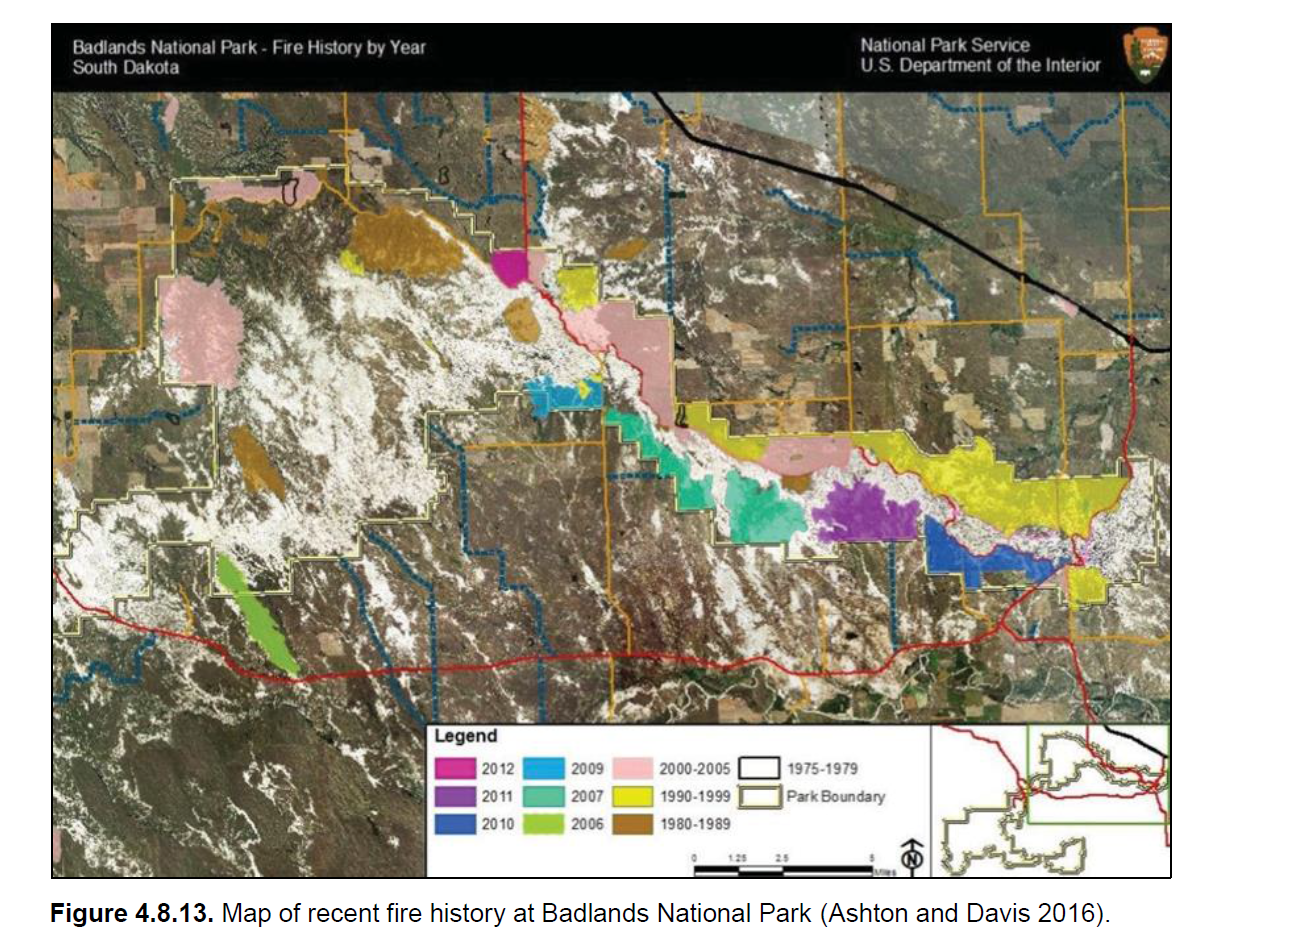 Badlands National Park - Fire History by Year
South Dakota
National Park Service
U.S. Department of the Interior
Legend
2012
2009
2000-2005
1975-1979
2011
2007
1990-1999
Park Boundary
2010
2006
1980-1989
0 1.25 2.5 5
Miles
N
Figure 4.8.13. Map of recent fire history at Badlands National Park (Ashton and Davis 2016).